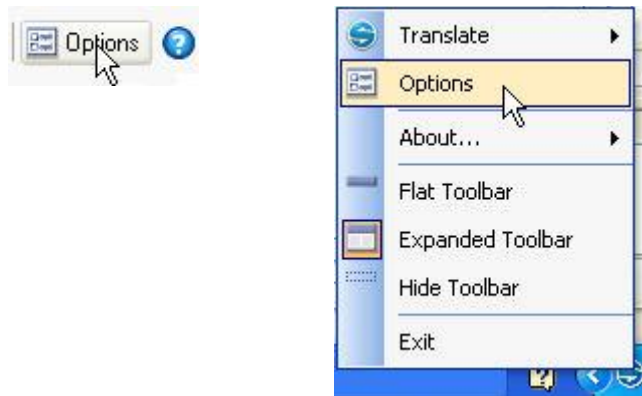 Options
Translate
Options
About...
Flat Toolbar
Expanded Toolbar
Hide Toolbar
Exit